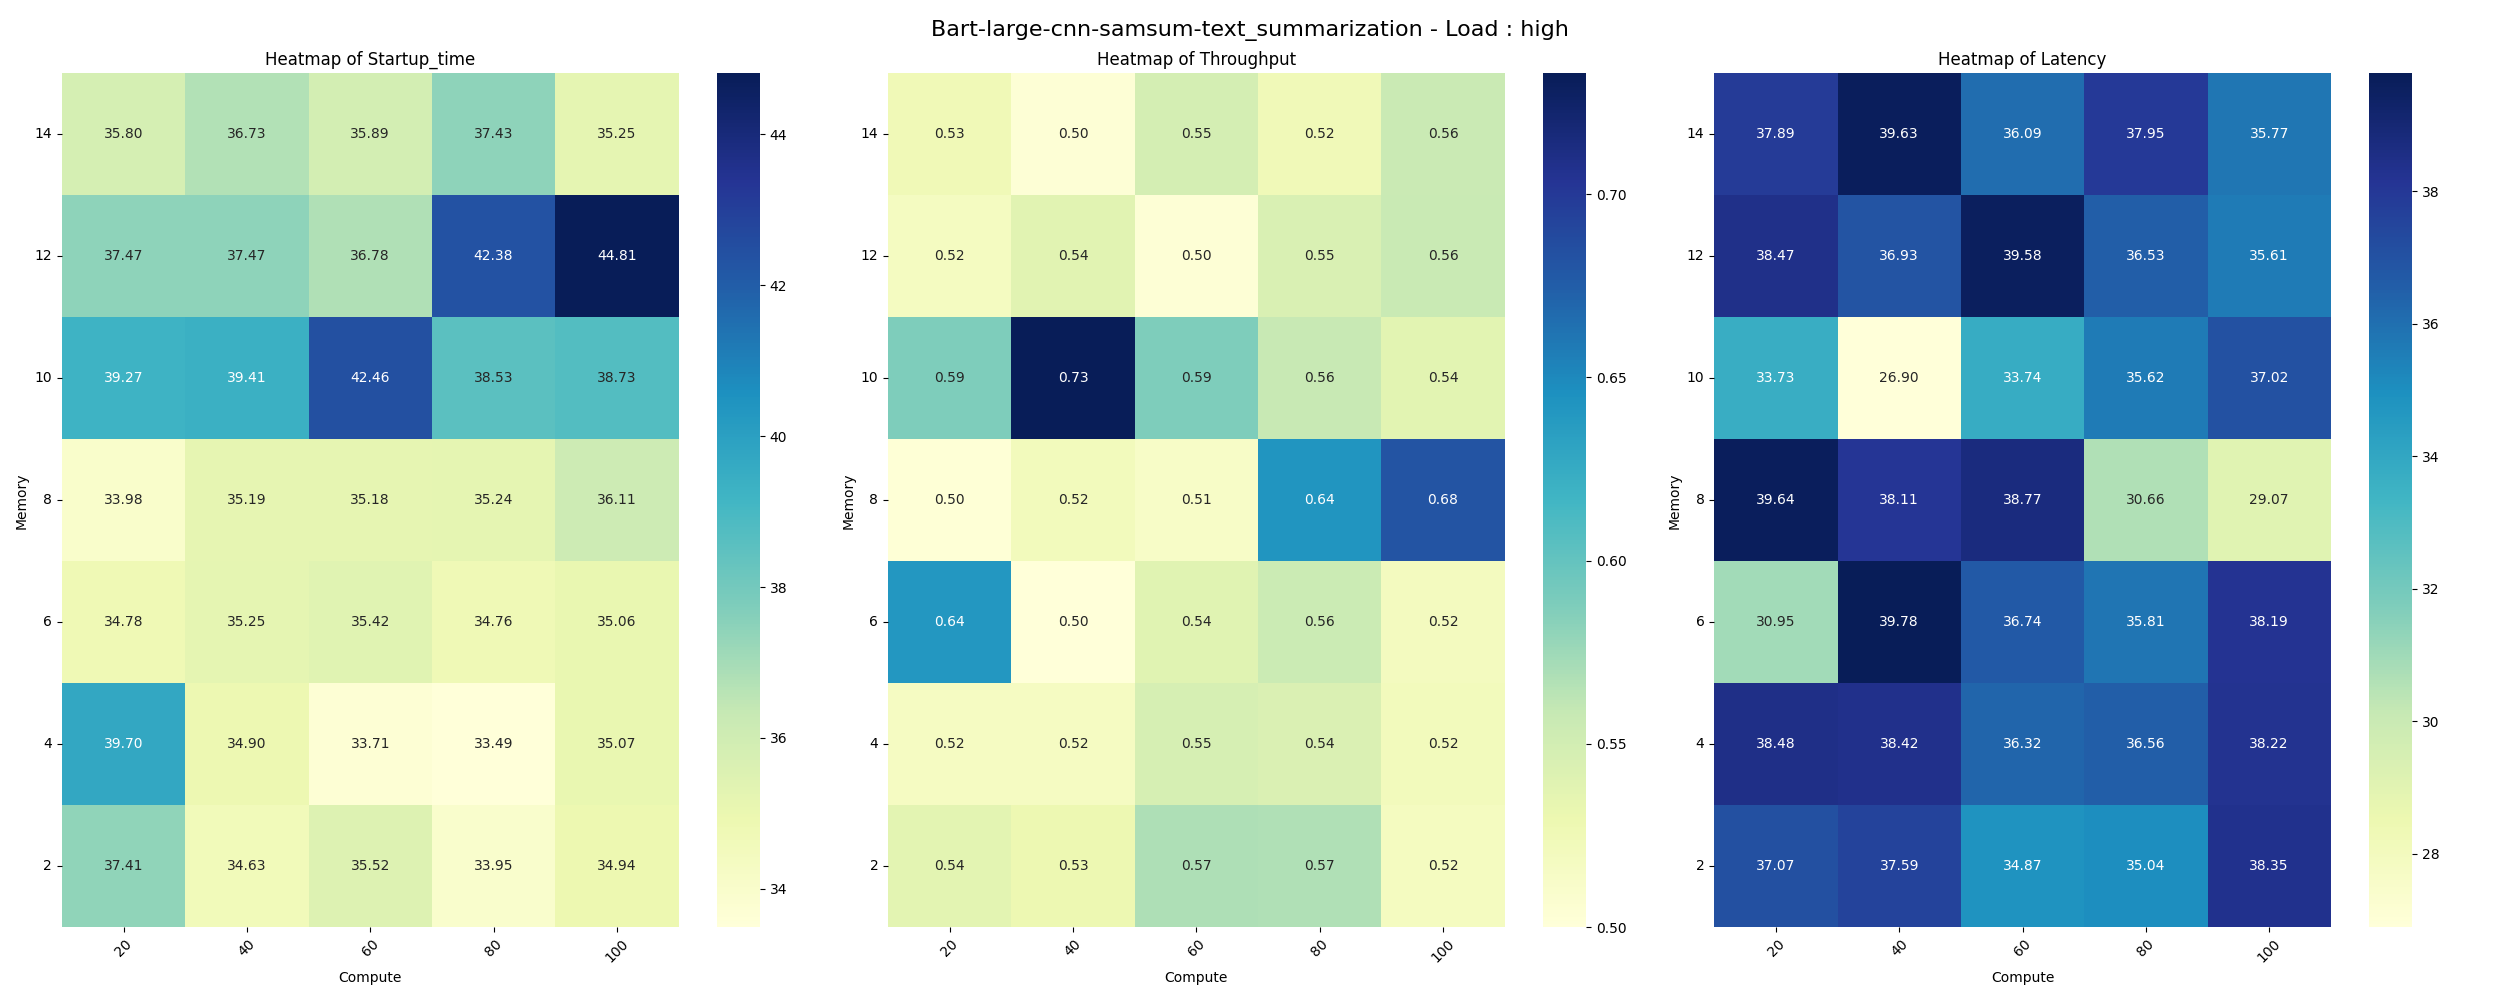 Bart-large-cnn-samsum-text_summarization - Load : high
Heatmap of Startup_time
14 35.80 36.73 35.89 37.43 35.25
12 37.47 37.47 36.78 42.38 44.81
10 39.27 39.41 42.46 38.53 38.73
8 33.98 35.19 35.18 35.24 36.11
6 34.78 35.25 35.42 34.76 35.06
4 39.70 34.90 33.71 33.49 35.07
2 37.41 34.63 35.52 33.95 34.94
20 40 60 80 100
Memory
Compute
44
42
40
38
36
34
Heatmap of Throughput
14 0.53 0.50 0.55 0.52 0.56
12 0.52 0.54 0.50 0.55 0.56
10 0.59 0.73 0.59 0.56 0.54
8 0.50 0.52 0.51 0.64 0.68
6 0.64 0.50 0.54 0.56 0.52
4 0.52 0.52 0.55 0.54 0.52
2 0.54 0.53 0.57 0.57 0.52
20 40 60 80 100
Memory
Compute
0.70
0.65
0.60
0.55
0.50
Heatmap of Latency
14 37.89 39.63 36.09 37.95 35.77
12 38.47 36.93 39.58 36.53 35.61
10 33.73 26.90 33.74 35.62 37.02
8 39.64 38.11 38.77 30.66 29.07
6 30.95 39.78 36.74 35.81 38.19
4 38.48 38.42 36.32 36.56 38.22
2 37.07 37.59 34.87 35.04 38.35
20 40 60 80 100
Memory
Compute
38
36
34
32
30
28